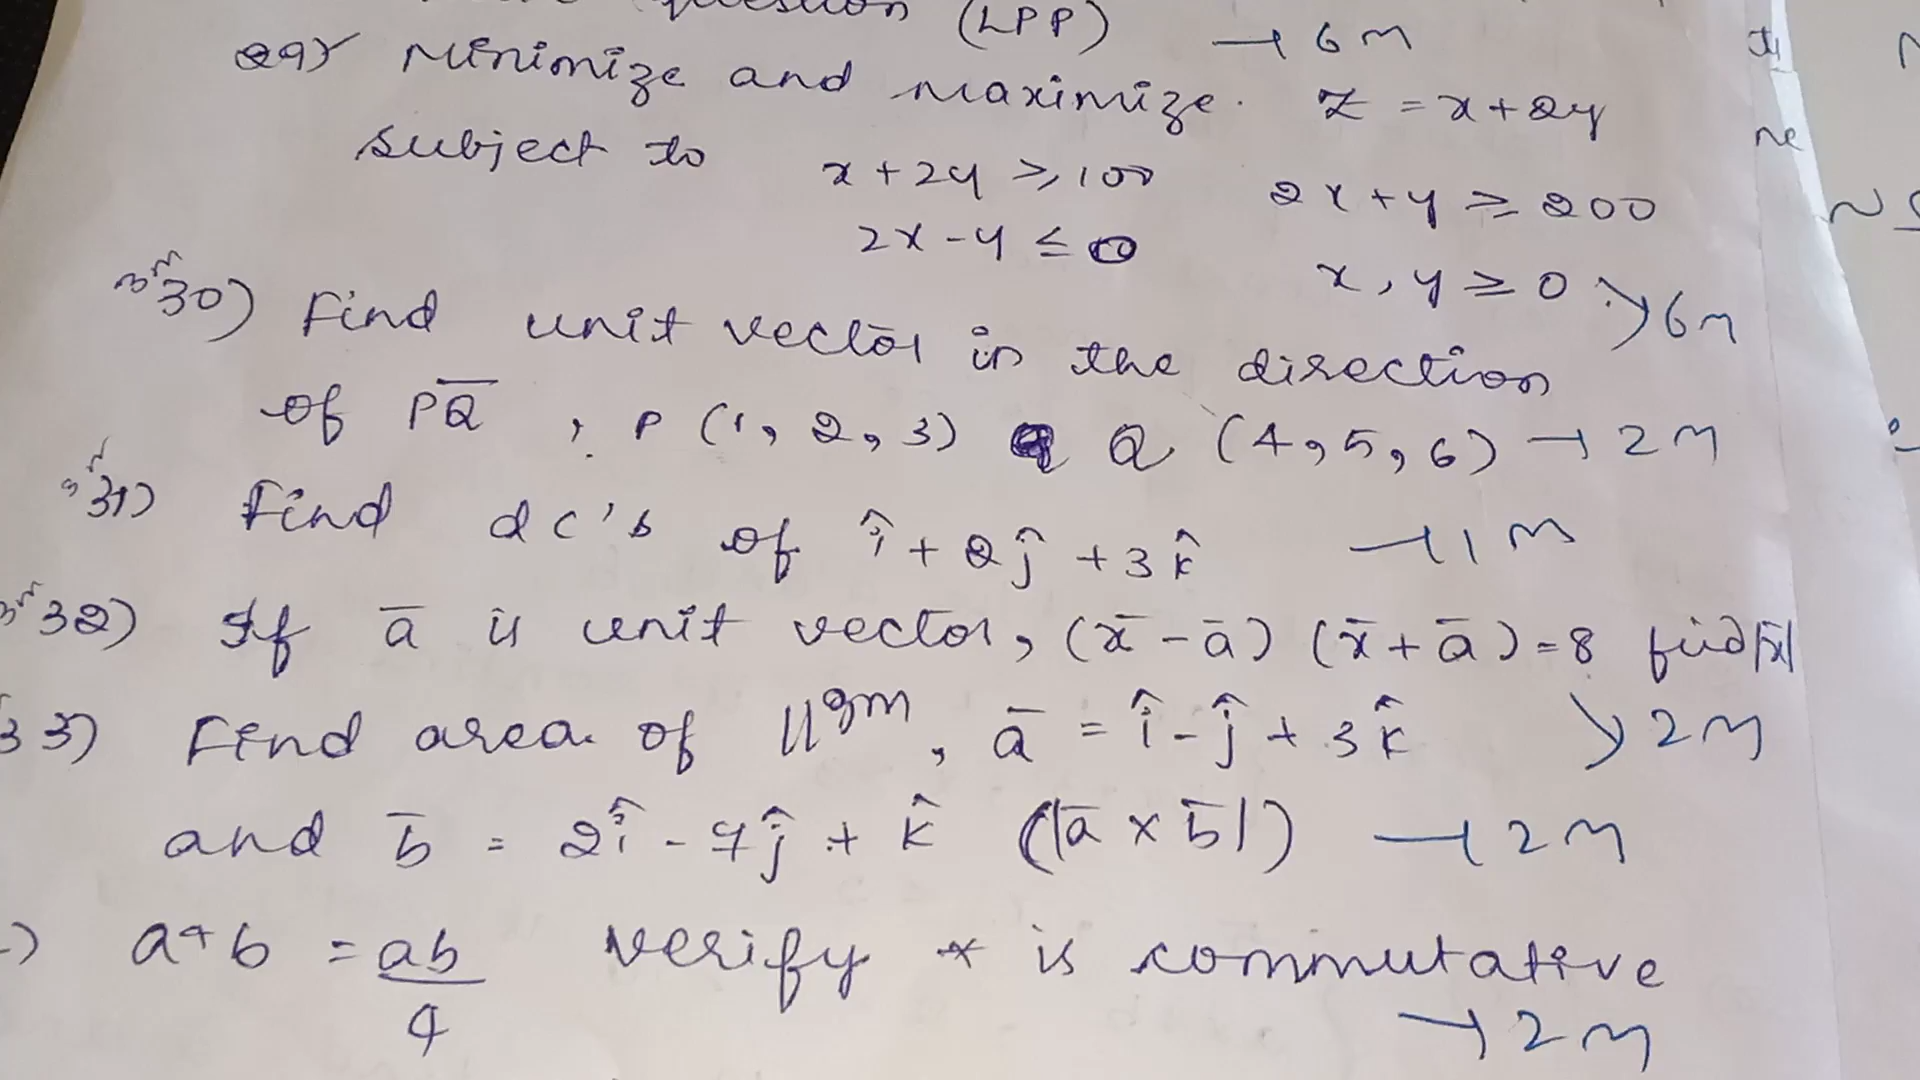 question (LPP) → 6m
29) Minimize and maximize. Z = x + 2y
subject to x + 2y ≥ 100 2x + y ≥ 200
2x - y ≤ 0 x, y ≥ 0 → 6m
30) Find unit vector in the direction
of PQ̅ , P (1, 2, 3) Q (4, 5, 6) → 2m
31) Find dc's of î + 2ĵ + 3k̂ → 1m
32) If a̅ is unit vector, (x̅ - a̅) (x̅ + a̅) = 8 find |x̅|
→ 2m
33) Find area of ||gm, a̅ = î - ĵ + 3k̂
and b̅ = 2î - 7ĵ + k̂ (|a̅ × b̅|) → 2m
a * b = ab/4 verify * is commutative
→ 2m